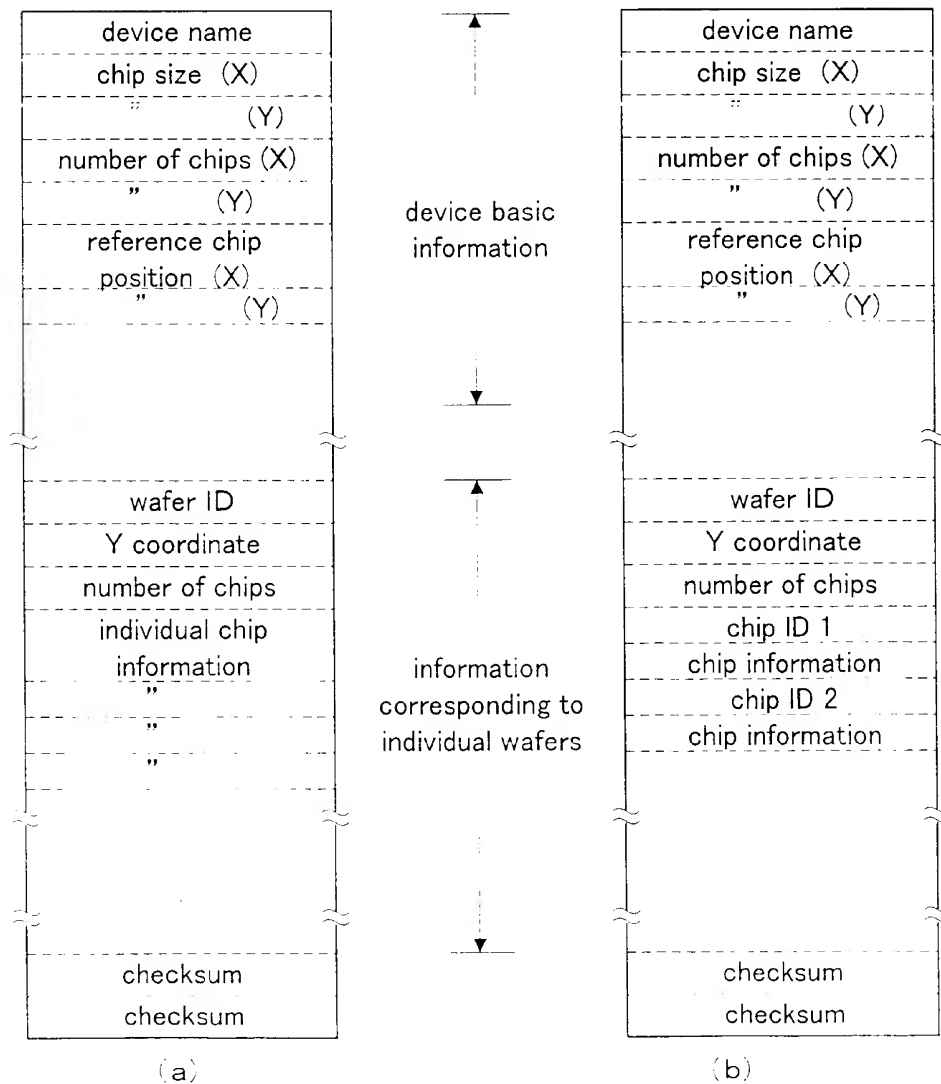 device name
chip size (X)
" (Y)
number of chips (X)
" (Y)
reference chip
position (X)
" (Y)
wafer ID
Y coordinate
number of chips
individual chip
information
"
"
"
checksum
checksum
(a)
device basic
information
information
corresponding to
individual wafers
device name
chip size (X)
" (Y)
number of chips (X)
" (Y)
reference chip
position (X)
" (Y)
wafer ID
Y coordinate
number of chips
chip ID 1
chip information
chip ID 2
chip information
checksum
checksum
(b)